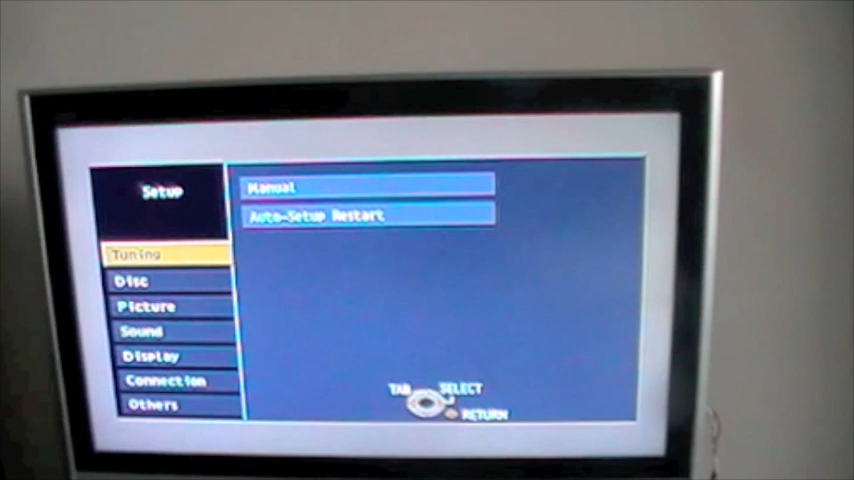 Setup
Manual
Auto-Setup Restart
Tuning
Disc
Picture
Sound
Display
Connection
Others
TAB
SELECT
RETURN